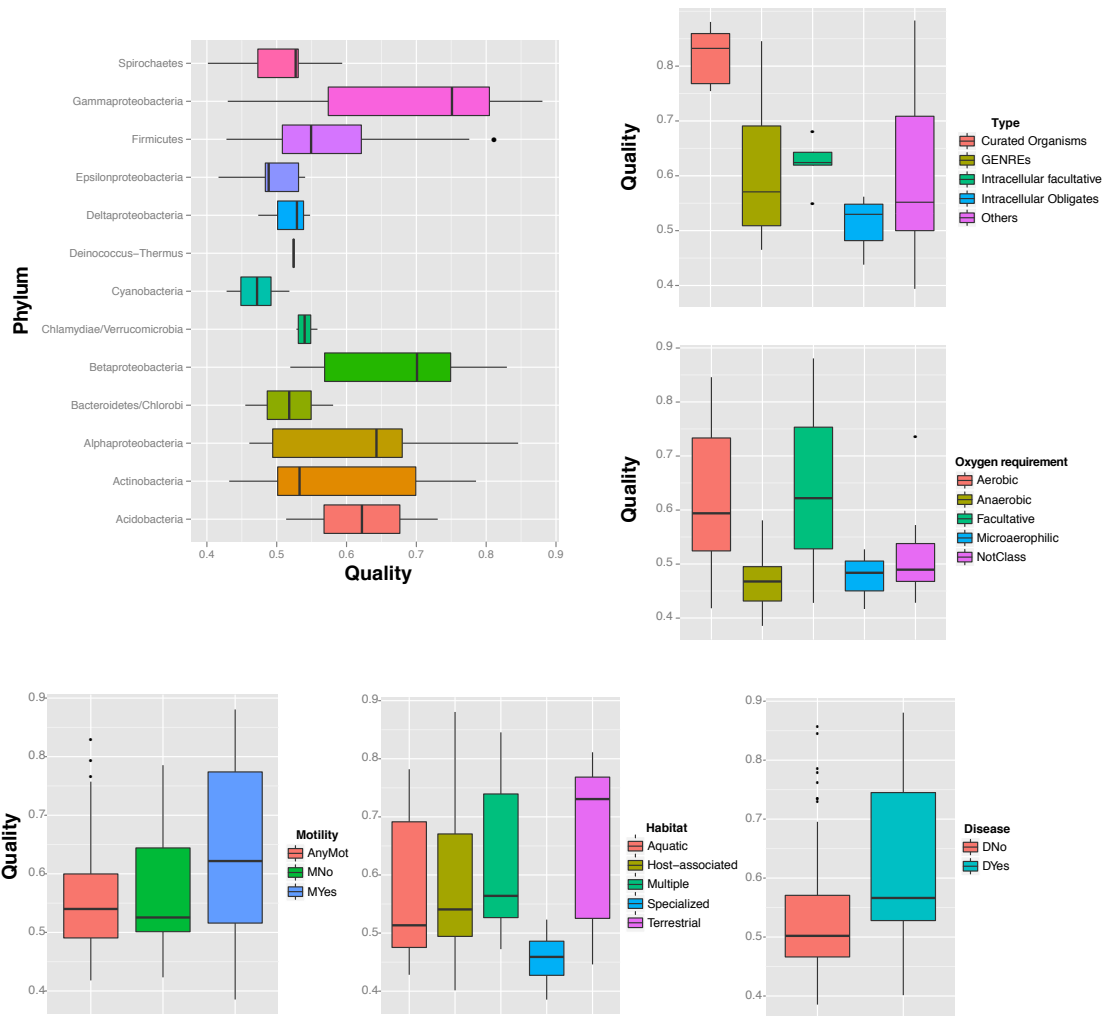 Phylum
Spirochaetes
Gammaproteobacteria
Firmicutes
Epsilonproteobacteria
Deltaproteobacteria
Deinococcus−Thermus
Cyanobacteria
Chlamydiae/Verrucomicrobia
Betaproteobacteria
Bacteroidetes/Chlorobi
Alphaproteobacteria
Actinobacteria
Acidobacteria
0.4 0.5 0.6 0.7 0.8 0.9
Quality
Quality
0.8
0.7
0.6
0.5
0.4
Type
Curated Organisms
GENREs
Intracellular facultative
Intracellular Obligates
Others
Quality
0.9
0.8
0.7
0.6
0.5
0.4
Oxygen requirement
Aerobic
Anaerobic
Facultative
Microaerophilic
NotClass
Quality
0.9
0.8
0.7
0.6
0.5
0.4
Motility
AnyMot
MNo
MYes
0.9
0.8
0.7
0.6
0.5
0.4
Habitat
Aquatic
Host−associated
Multiple
Specialized
Terrestrial
0.9
0.8
0.7
0.6
0.5
0.4
Disease
DNo
DYes